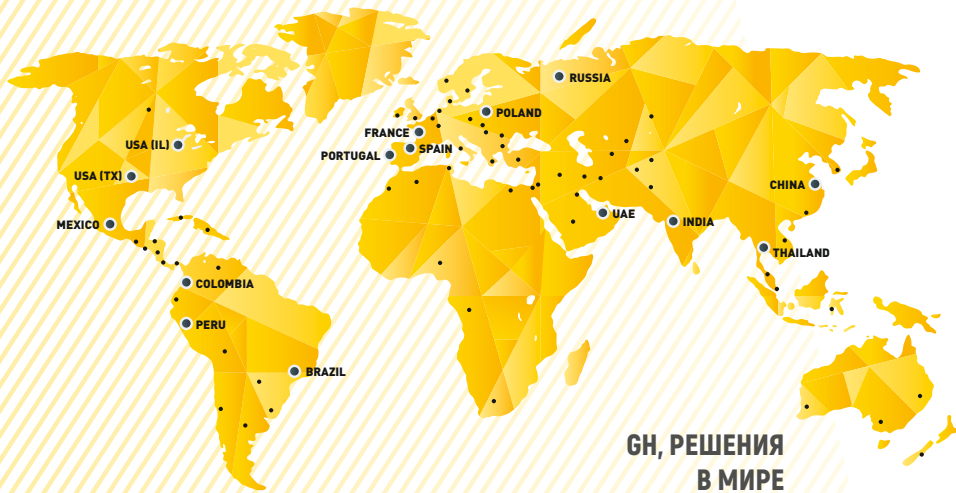 RUSSIA
POLAND
FRANCE
USA (IL)
SPAIN
PORTUGAL
USA (TX)
CHINA
UAE
MEXICO
INDIA
THAILAND
COLOMBIA
PERU
BRAZIL
GH, РЕШЕНИЯ
В МИРЕ